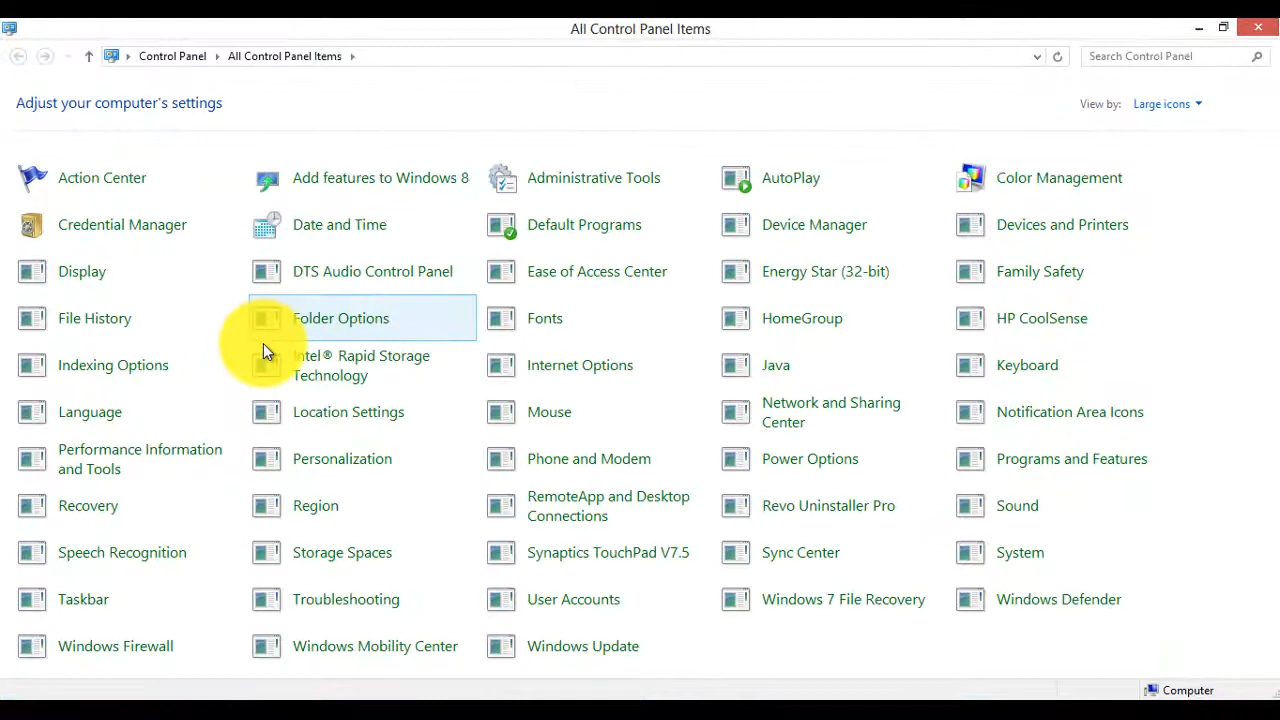 All Control Panel Items
Control Panel
All Control Panel Items
Search Control Panel
Adjust your computer's settings
View by:
Large icons
Action Center
Add features to Windows 8
Administrative Tools
AutoPlay
Color Management
Credential Manager
Date and Time
Default Programs
Device Manager
Devices and Printers
Display
DTS Audio Control Panel
Ease of Access Center
Energy Star (32-bit)
Family Safety
File History
Folder Options
Fonts
HomeGroup
HP CoolSense
Indexing Options
Intel® Rapid Storage
Technology
Internet Options
Java
Keyboard
Language
Location Settings
Mouse
Network and Sharing
Center
Notification Area Icons
Performance Information
and Tools
Personalization
Phone and Modem
Power Options
Programs and Features
Recovery
Region
RemoteApp and Desktop
Connections
Revo Uninstaller Pro
Sound
Speech Recognition
Storage Spaces
Synaptics TouchPad V7.5
Sync Center
System
Taskbar
Troubleshooting
User Accounts
Windows 7 File Recovery
Windows Defender
Windows Firewall
Windows Mobility Center
Windows Update
Computer